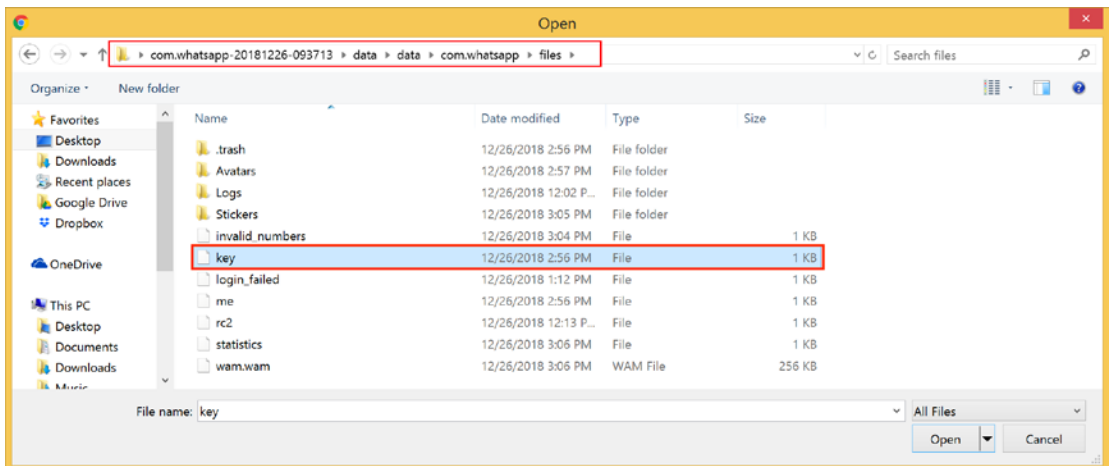 Open
com.whatsapp-20181226-093713 data data com.whatsapp files Search files
Organize New folder
Name Date modified Type Size
Favorites
Desktop
Downloads
Recent places
Google Drive
Dropbox
OneDrive
This PC
Desktop
Documents
Downloads
Music
.trash 12/26/2018 2:56 PM File folder
Avatars 12/26/2018 2:57 PM File folder
Logs 12/26/2018 12:02 P... File folder
Stickers 12/26/2018 3:05 PM File folder
invalid_numbers 12/26/2018 3:04 PM File 1 KB
key 12/26/2018 2:56 PM File 1 KB
login_failed 12/26/2018 1:12 PM File 1 KB
me 12/26/2018 2:56 PM File 1 KB
rc2 12/26/2018 12:13 P... File 1 KB
statistics 12/26/2018 3:06 PM File 1 KB
wam.wam 12/26/2018 3:06 PM WAM File 256 KB
File name: key All Files
Open Cancel